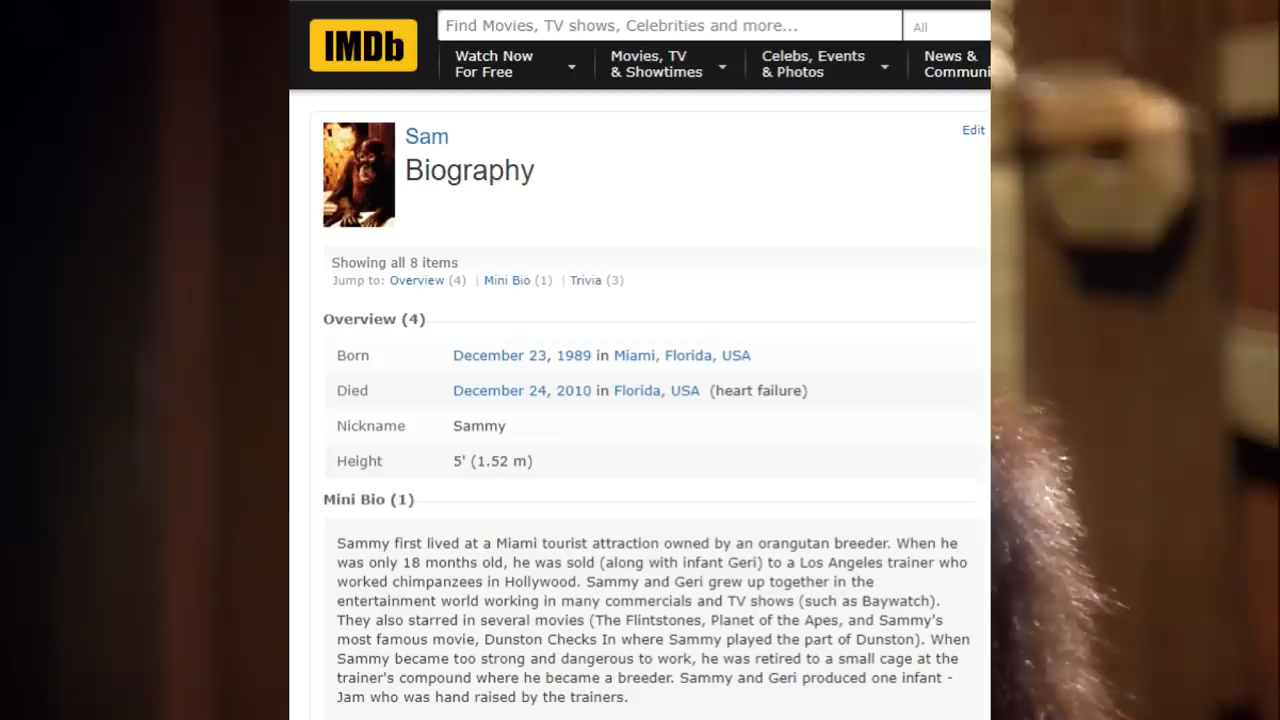 IMDb
Find Movies, TV shows, Celebrities and more...
All
Watch Now
For Free
Movies, TV
& Showtimes
Celebs, Events
& Photos
News &
Communi
Sam
Edit
Biography
Showing all 8 items
Jump to: Overview (4) | Mini Bio (1) | Trivia (3)
Overview (4)
Born December 23, 1989 in Miami, Florida, USA
Died December 24, 2010 in Florida, USA (heart failure)
Nickname Sammy
Height 5' (1.52 m)
Mini Bio (1)
Sammy first lived at a Miami tourist attraction owned by an orangutan breeder. When he
was only 18 months old, he was sold (along with infant Geri) to a Los Angeles trainer who
worked chimpanzees in Hollywood. Sammy and Geri grew up together in the
entertainment world working in many commercials and TV shows (such as Baywatch).
They also starred in several movies (The Flintstones, Planet of the Apes, and Sammy's
most famous movie, Dunston Checks In where Sammy played the part of Dunston). When
Sammy became too strong and dangerous to work, he was retired to a small cage at the
trainer's compound where he became a breeder. Sammy and Geri produced one infant -
Jam who was hand raised by the trainers.